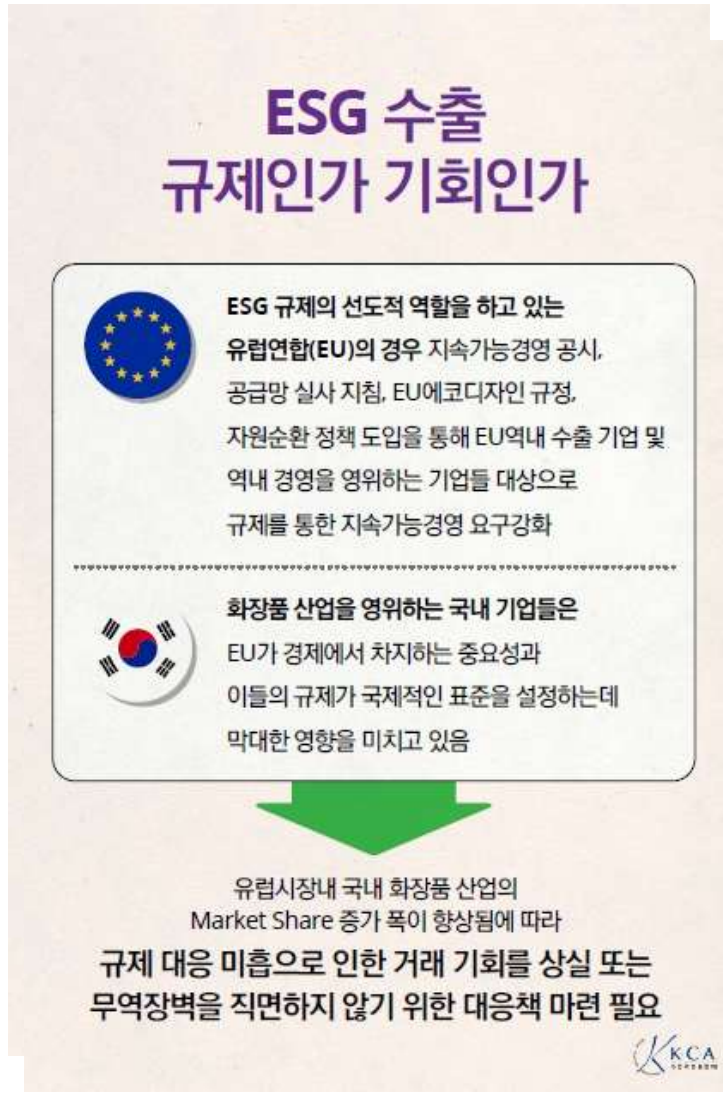 ESG 수출
규제인가 기회인가
ESG 규제의 선도적 역할을 하고 있는
유럽연합(EU)의 경우 지속가능경영 공시,
공급망 실사 지침, EU에코디자인 규정,
자원순환 정책 도입을 통해 EU역내 수출 기업 및
역내 경영을 영위하는 기업들 대상으로
규제를 통한 지속가능경영 요구강화
화장품 산업을 영위하는 국내 기업들은
EU가 경제에서 차지하는 중요성과
이들의 규제가 국제적인 표준을 설정하는데
막대한 영향을 미치고 있음
유럽시장내 국내 화장품 산업의
Market Share 증가 폭이 향상됨에 따라
규제 대응 미흡으로 인한 거래 기회를 상실 또는
무역장벽을 직면하지 않기 위한 대응책 마련 필요
KCA